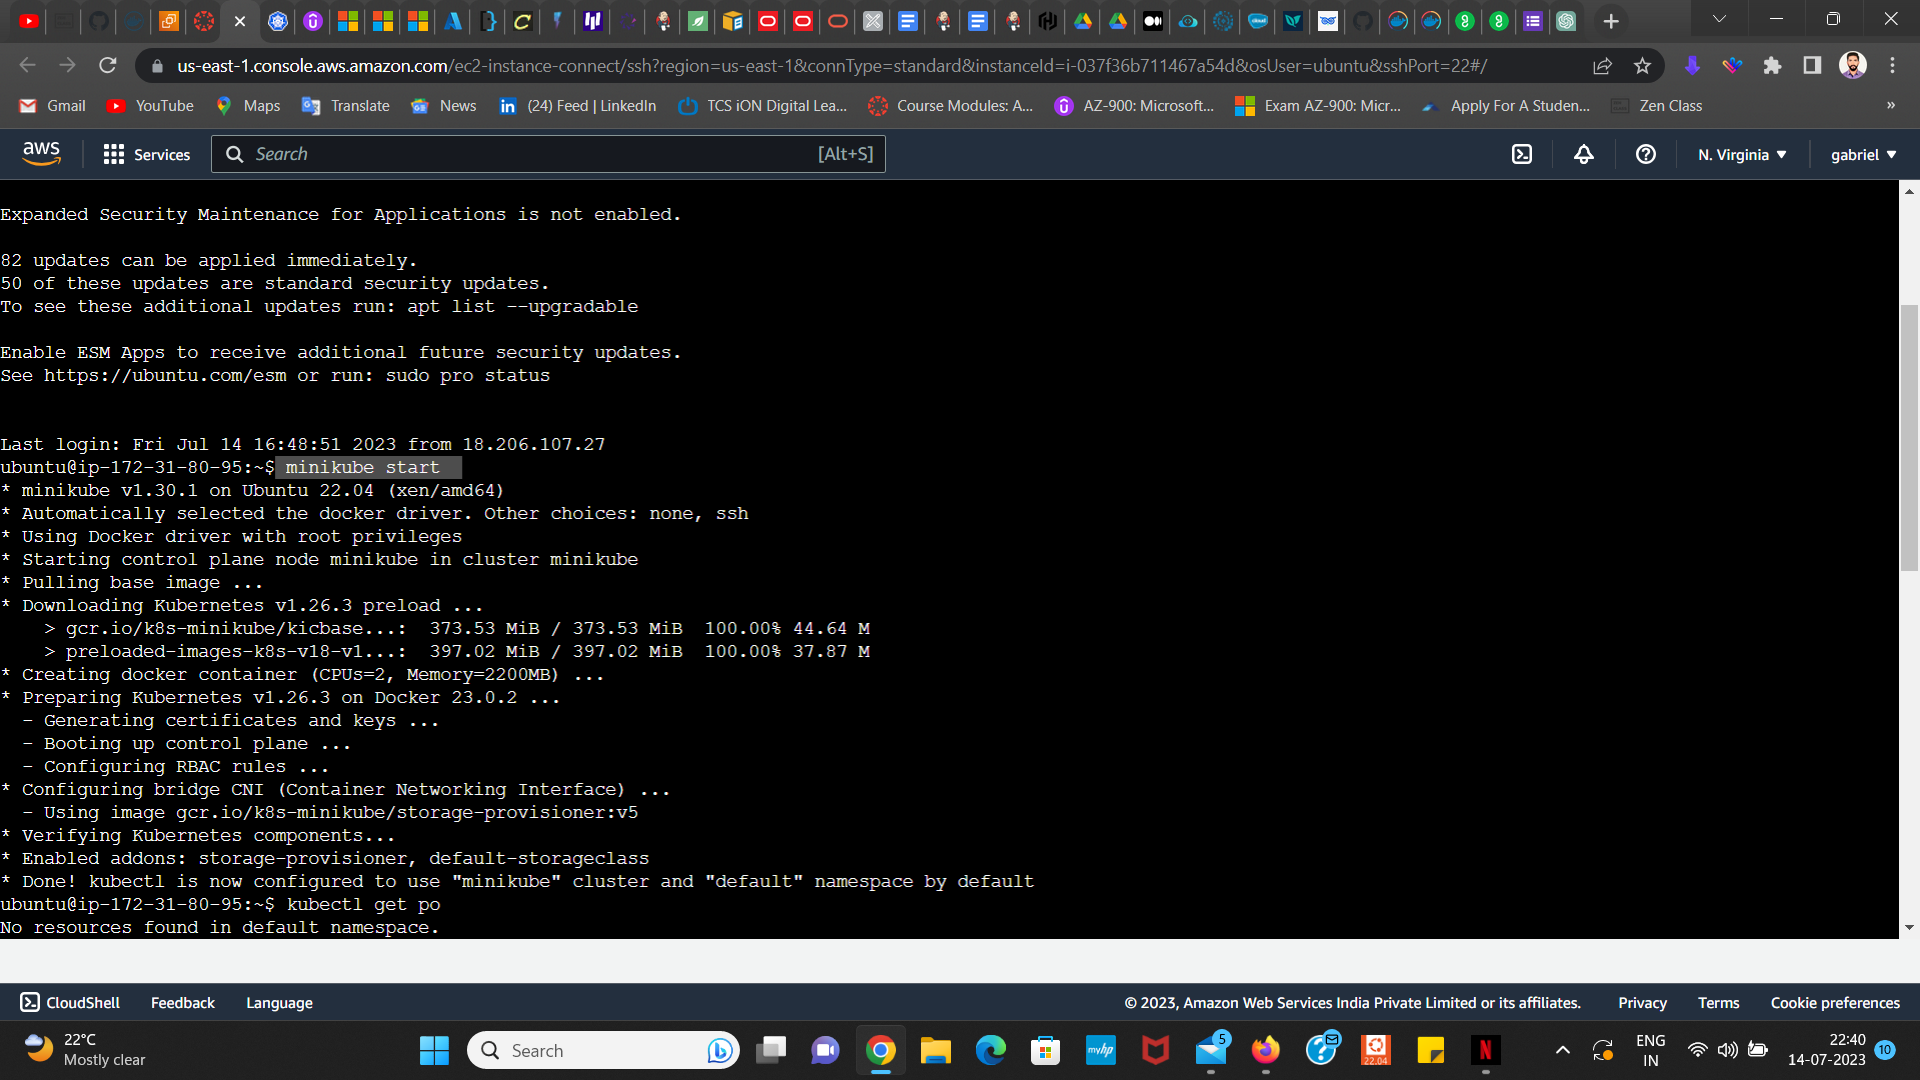 us-east-1.console.aws.amazon.com/ec2-instance-connect/ssh?region=us-east-1&connType=standard&instanceId=i-037f36b711467a54d&osUser=ubuntu&sshPort=22#/
Gmail YouTube Maps Translate News (24) Feed | LinkedIn TCS iON Digital Lea... Course Modules: A... AZ-900: Microsoft... Exam AZ-900: Micr... Apply For A Studen... Zen Class »
aws Services Search [Alt+S] N. Virginia gabriel
Expanded Security Maintenance for Applications is not enabled.
82 updates can be applied immediately.
50 of these updates are standard security updates.
To see these additional updates run: apt list --upgradable
Enable ESM Apps to receive additional future security updates.
See https://ubuntu.com/esm or run: sudo pro status
Last login: Fri Jul 14 16:48:51 2023 from 18.206.107.27
ubuntu@ip-172-31-80-95:~$ minikube start
* minikube v1.30.1 on Ubuntu 22.04 (xen/amd64)
* Automatically selected the docker driver. Other choices: none, ssh
* Using Docker driver with root privileges
* Starting control plane node minikube in cluster minikube
* Pulling base image ...
* Downloading Kubernetes v1.26.3 preload ...
    > gcr.io/k8s-minikube/kicbase...:  373.53 MiB / 373.53 MiB  100.00% 44.64 M
    > preloaded-images-k8s-v18-v1...:  397.02 MiB / 397.02 MiB  100.00% 37.87 M
* Creating docker container (CPUs=2, Memory=2200MB) ...
* Preparing Kubernetes v1.26.3 on Docker 23.0.2 ...
  - Generating certificates and keys ...
  - Booting up control plane ...
  - Configuring RBAC rules ...
* Configuring bridge CNI (Container Networking Interface) ...
  - Using image gcr.io/k8s-minikube/storage-provisioner:v5
* Verifying Kubernetes components...
* Enabled addons: storage-provisioner, default-storageclass
* Done! kubectl is now configured to use "minikube" cluster and "default" namespace by default
ubuntu@ip-172-31-80-95:~$ kubectl get po
No resources found in default namespace.
CloudShell Feedback Language © 2023, Amazon Web Services India Private Limited or its affiliates. Privacy Terms Cookie preferences
22°C
Mostly clear
Search
myhp
5
22.04
N
ENG
IN
22:40
14-07-2023
10